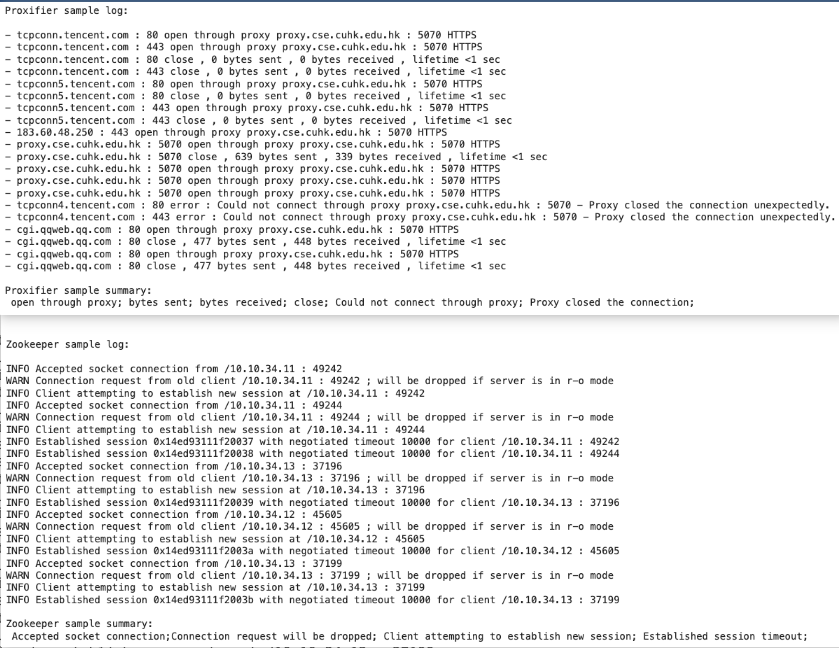 Proxifier sample log:
- tcpconn.tencent.com : 80 open through proxy proxy.cse.cuhk.edu.hk : 5070 HTTPS
- tcpconn.tencent.com : 443 open through proxy proxy.cse.cuhk.edu.hk : 5070 HTTPS
- tcpconn.tencent.com : 80 close , 0 bytes sent , 0 bytes received , lifetime <1 sec
- tcpconn.tencent.com : 443 close , 0 bytes sent , 0 bytes received , lifetime <1 sec
- tcpconn5.tencent.com : 80 open through proxy proxy.cse.cuhk.edu.hk : 5070 HTTPS
- tcpconn5.tencent.com : 80 close , 0 bytes sent , 0 bytes received , lifetime <1 sec
- tcpconn5.tencent.com : 443 open through proxy proxy.cse.cuhk.edu.hk : 5070 HTTPS
- tcpconn5.tencent.com : 443 close , 0 bytes sent , 0 bytes received , lifetime <1 sec
- 183.60.48.250 : 443 open through proxy proxy.cse.cuhk.edu.hk : 5070 HTTPS
- proxy.cse.cuhk.edu.hk : 5070 open through proxy proxy.cse.cuhk.edu.hk : 5070 HTTPS
- proxy.cse.cuhk.edu.hk : 5070 close , 639 bytes sent , 339 bytes received , lifetime <1 sec
- proxy.cse.cuhk.edu.hk : 5070 open through proxy proxy.cse.cuhk.edu.hk : 5070 HTTPS
- proxy.cse.cuhk.edu.hk : 5070 open through proxy proxy.cse.cuhk.edu.hk : 5070 HTTPS
- proxy.cse.cuhk.edu.hk : 5070 open through proxy proxy.cse.cuhk.edu.hk : 5070 HTTPS
- tcpconn4.tencent.com : 80 error : Could not connect through proxy proxy.cse.cuhk.edu.hk : 5070 - Proxy closed the connection unexpectedly.
- tcpconn4.tencent.com : 443 error : Could not connect through proxy proxy.cse.cuhk.edu.hk : 5070 - Proxy closed the connection unexpectedly.
- cgi.qqweb.qq.com : 80 open through proxy proxy.cse.cuhk.edu.hk : 5070 HTTPS
- cgi.qqweb.qq.com : 80 close , 477 bytes sent , 448 bytes received , lifetime <1 sec
- cgi.qqweb.qq.com : 80 open through proxy proxy.cse.cuhk.edu.hk : 5070 HTTPS
- cgi.qqweb.qq.com : 80 close , 477 bytes sent , 448 bytes received , lifetime <1 sec
Proxifier sample summary:
open through proxy; bytes sent; bytes received; close; Could not connect through proxy; Proxy closed the connection;
Zookeeper sample log:
INFO Accepted socket connection from /10.10.34.11 : 49242
WARN Connection request from old client /10.10.34.11 : 49242 ; will be dropped if server is in r-o mode
INFO Client attempting to establish new session at /10.10.34.11 : 49242
INFO Accepted socket connection from /10.10.34.11 : 49244
WARN Connection request from old client /10.10.34.11 : 49244 ; will be dropped if server is in r-o mode
INFO Client attempting to establish new session at /10.10.34.11 : 49244
INFO Established session 0x14ed93111f20037 with negotiated timeout 10000 for client /10.10.34.11 : 49242
INFO Established session 0x14ed93111f20038 with negotiated timeout 10000 for client /10.10.34.11 : 49244
INFO Accepted socket connection from /10.10.34.13 : 37196
WARN Connection request from old client /10.10.34.13 : 37196 ; will be dropped if server is in r-o mode
INFO Client attempting to establish new session at /10.10.34.13 : 37196
INFO Established session 0x14ed93111f20039 with negotiated timeout 10000 for client /10.10.34.13 : 37196
INFO Accepted socket connection from /10.10.34.12 : 45605
WARN Connection request from old client /10.10.34.12 : 45605 ; will be dropped if server is in r-o mode
INFO Client attempting to establish new session at /10.10.34.12 : 45605
INFO Established session 0x14ed93111f2003a with negotiated timeout 10000 for client /10.10.34.12 : 45605
INFO Accepted socket connection from /10.10.34.13 : 37199
WARN Connection request from old client /10.10.34.13 : 37199 ; will be dropped if server is in r-o mode
INFO Client attempting to establish new session at /10.10.34.13 : 37199
INFO Established session 0x14ed93111f2003b with negotiated timeout 10000 for client /10.10.34.13 : 37199
Zookeeper sample summary:
Accepted socket connection;Connection request will be dropped; Client attempting to establish new session; Established session timeout;